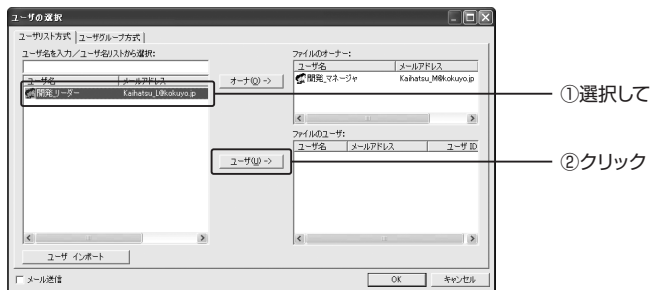 ユーザの選択
ユーザリスト方式 ユーザグループ方式
ユーザ名を入力／ユーザ名リストから選択:
ユーザ名 メールアドレス
開発_リーダー Kaihatsu_L@kokuyo.jp
オーナ(O) ->
ユーザ(U) ->
ファイルのオーナー:
ユーザ名 メールアドレス
開発_マネージャ Kaihatsu_M@kokuyo.jp
ファイルのユーザ:
ユーザ名 メールアドレス ユーザ ID
①選択して
②クリック
ユーザ インポート
メール送信
OK キャンセル